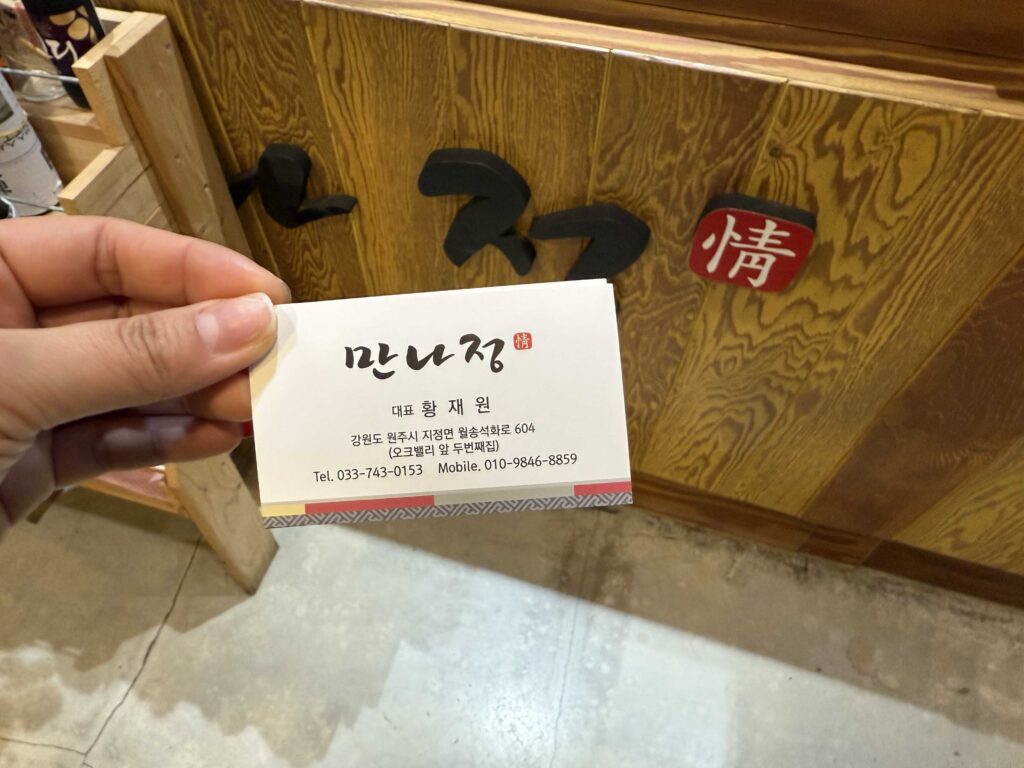 情
만나정 情
대표 황재원
강원도 원주시 지정면 월송석화로 604
(오크밸리 앞 두번째집)
Tel. 033-743-0153 Mobile. 010-9846-8859